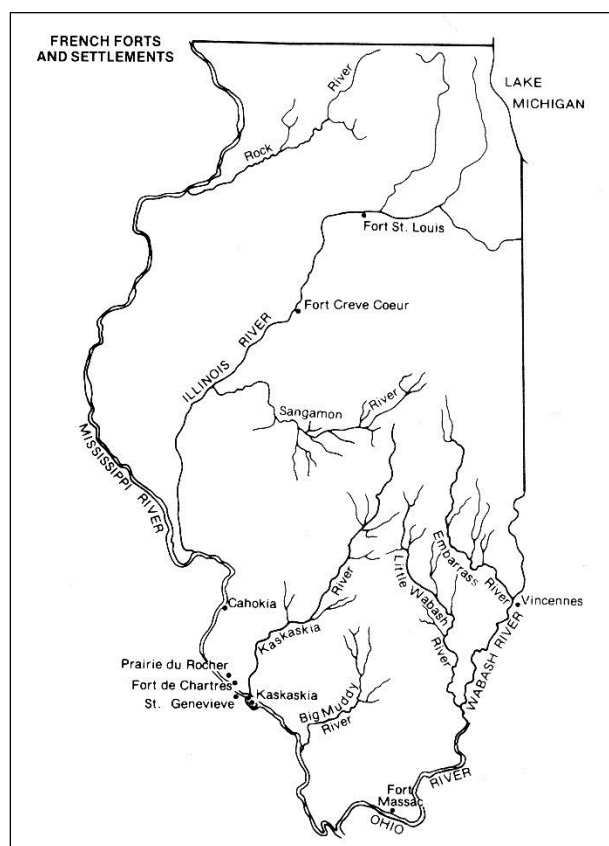 FRENCH FORTS
AND SETTLEMENTS
LAKE
MICHIGAN
Rock River
Fort St. Louis
Fort Creve Coeur
ILLINOIS RIVER
Sangamon River
MISSISSIPPI RIVER
Embarrass River
Little Wabash River
Vincennes
WABASH RIVER
Cahokia
Kaskaskia River
Prairie du Rocher
Fort de Chartres
St. Genevieve
Kaskaskia
Big Muddy
River
Fort
Massac
OHIO RIVER